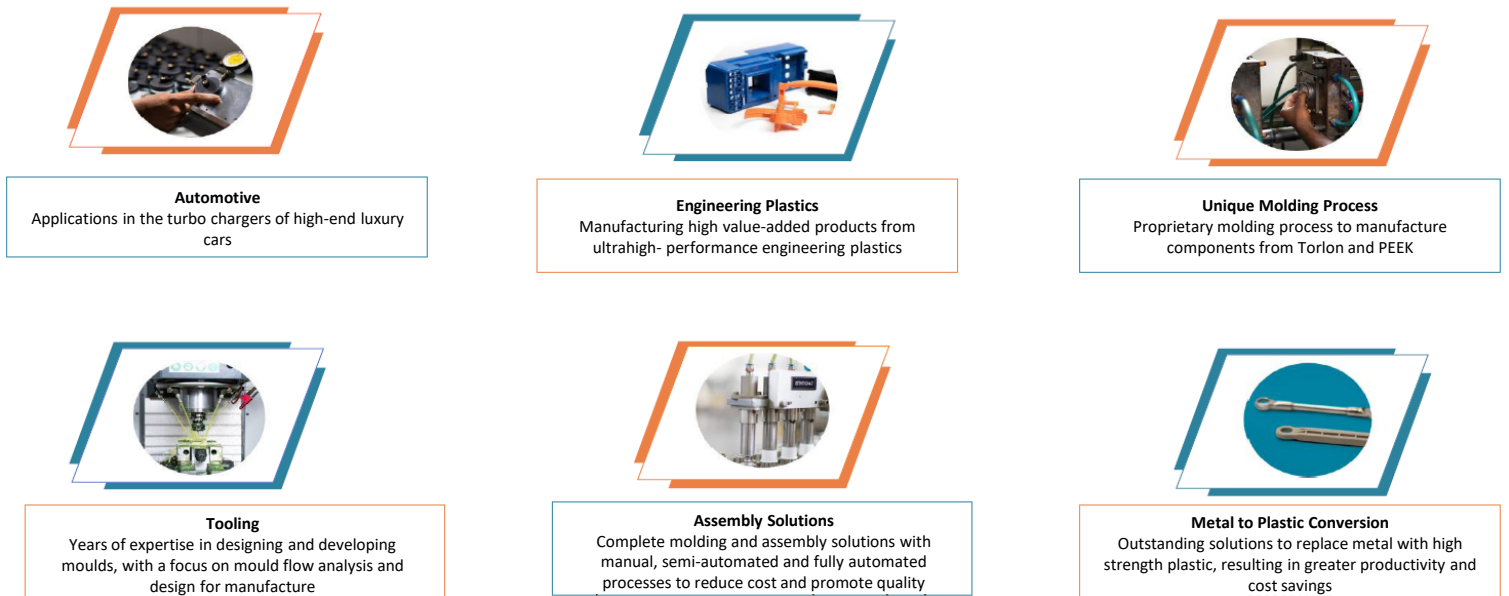 Automotive
Applications in the turbo chargers of high-end luxury
cars
Engineering Plastics
Manufacturing high value-added products from
ultrahigh- performance engineering plastics
Unique Molding Process
Proprietary molding process to manufacture
components from Torlon and PEEK
Tooling
Years of expertise in designing and developing
moulds, with a focus on mould flow analysis and
design for manufacture
Assembly Solutions
Complete molding and assembly solutions with
manual, semi-automated and fully automated
processes to reduce cost and promote quality
Metal to Plastic Conversion
Outstanding solutions to replace metal with high
strength plastic, resulting in greater productivity and
cost savings